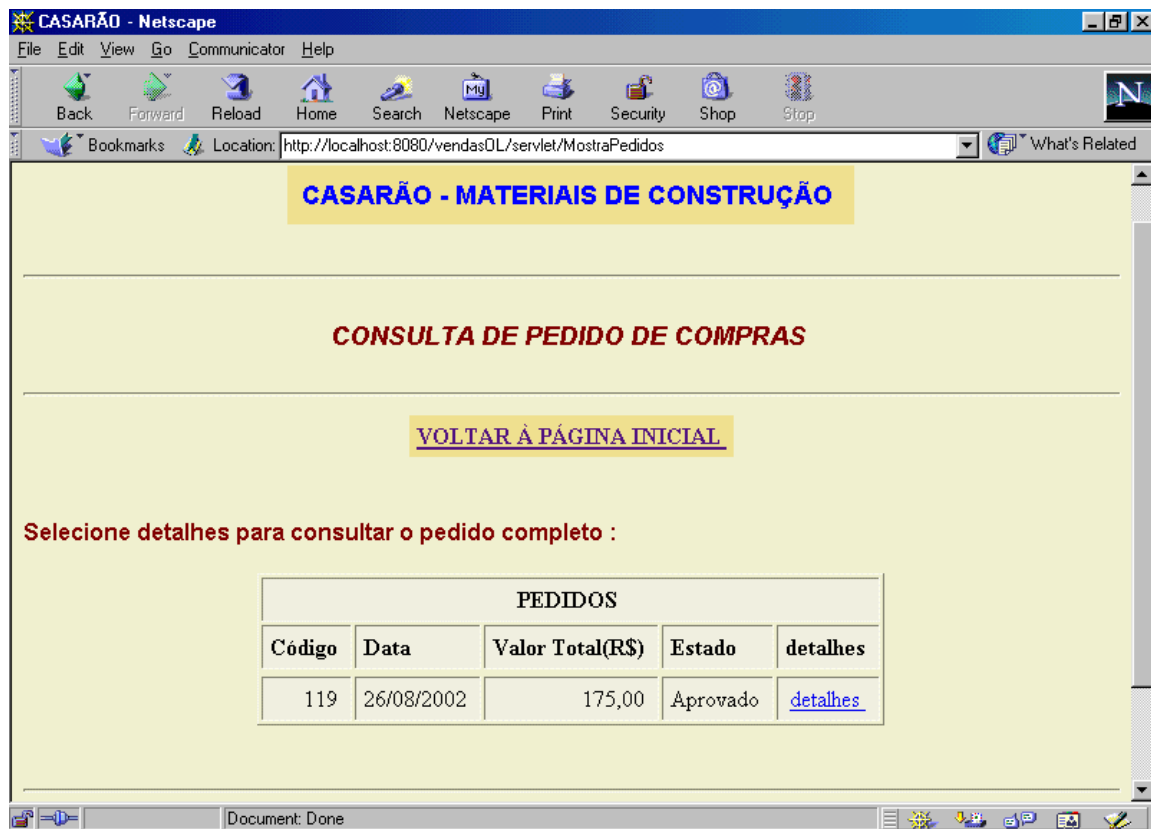 CASARÃO - Netscape
File Edit View Go Communicator Help
Back Forward Reload Home Search Netscape Print Security Shop Stop
My
N
Bookmarks Location: http://localhost:8080/vendasOL/servlet/MostraPedidos What's Related
CASARÃO - MATERIAIS DE CONSTRUÇÃO
CONSULTA DE PEDIDO DE COMPRAS
VOLTAR À PÁGINA INICIAL
Selecione detalhes para consultar o pedido completo :
PEDIDOS
Código Data Valor Total(R$) Estado detalhes
119 26/08/2002 175,00 Aprovado detalhes
Document: Done